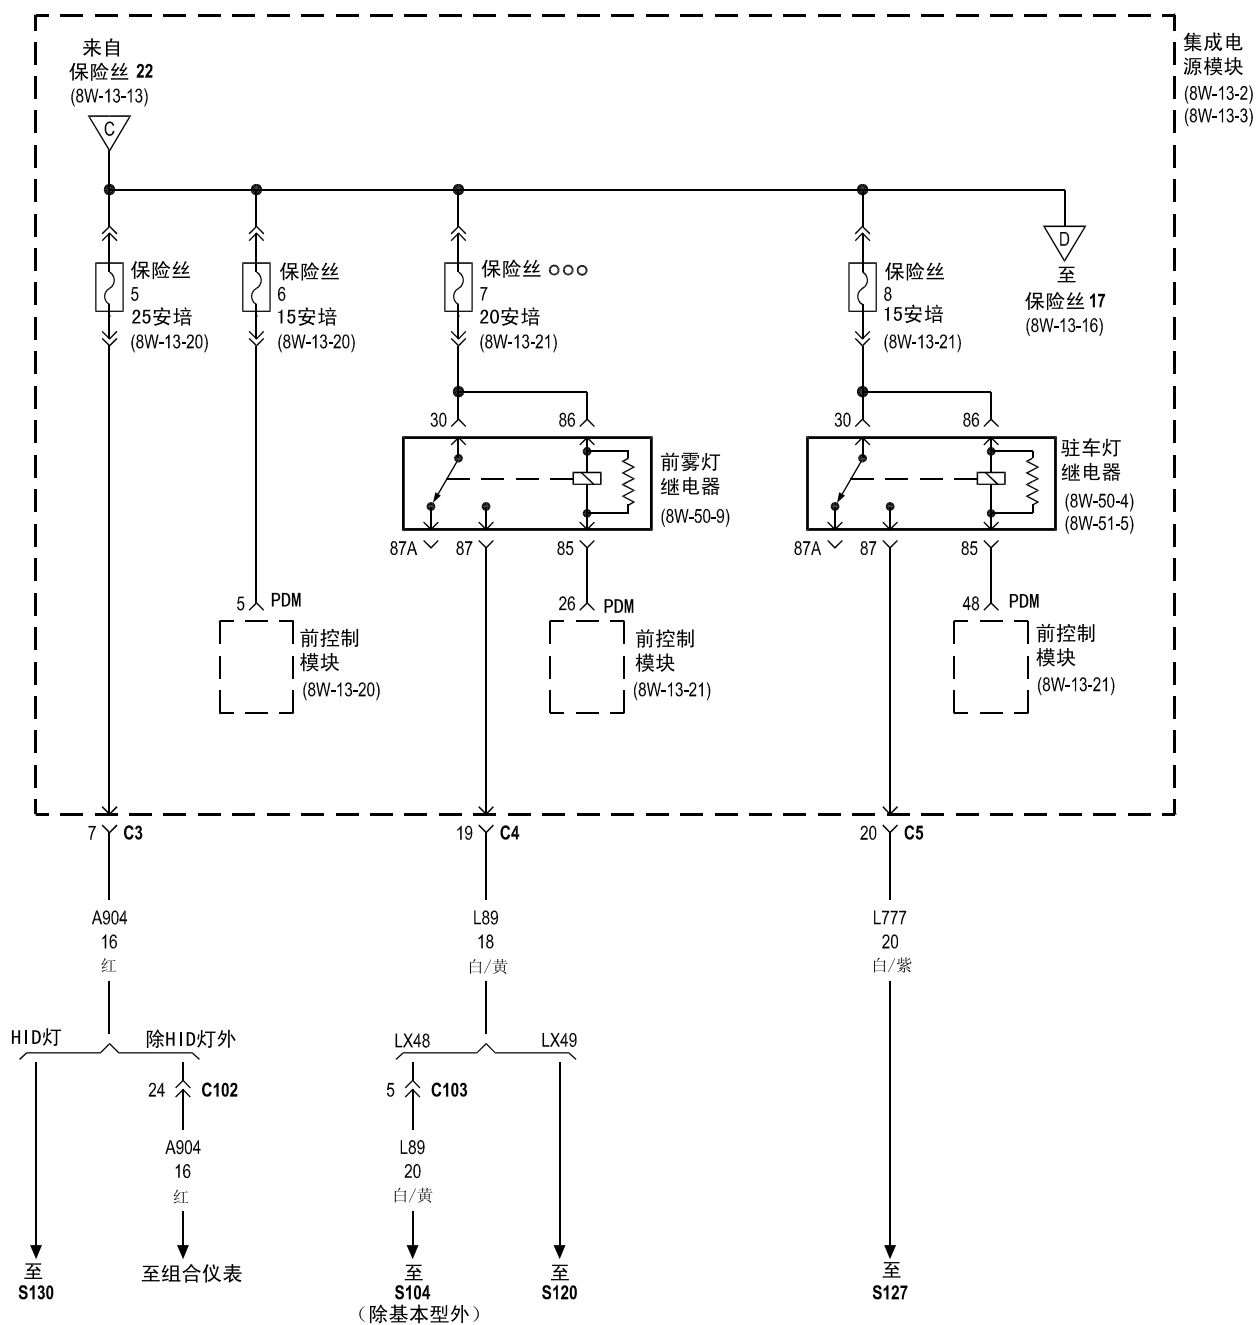 来自
保险丝 22
(8W-13-13)
C
集成电
源模块
(8W-13-2)
(8W-13-3)
D
至
保险丝 17
(8W-13-16)
保险丝
5
25安培
(8W-13-20)
保险丝
6
15安培
(8W-13-20)
保险丝
7
20安培
(8W-13-21)
保险丝
8
15安培
(8W-13-21)
30
86
前雾灯
继电器
(8W-50-9)
87A
87
85
30
86
驻车灯
继电器
(8W-50-4)
(8W-51-5)
87A
87
85
5
PDM
前控制
模块
(8W-13-20)
26
PDM
前控制
模块
(8W-13-21)
48
PDM
前控制
模块
(8W-13-21)
7
C3
19
C4
20
C5
A904
16
红
L89
18
白/黄
L777
20
白/紫
HID灯
除HID灯外
LX48
LX49
24
C102
5
C103
A904
16
红
L89
20
白/黄
至
S130
至组合仪表
至
S104
（除基本型外）
至
S120
至
S127